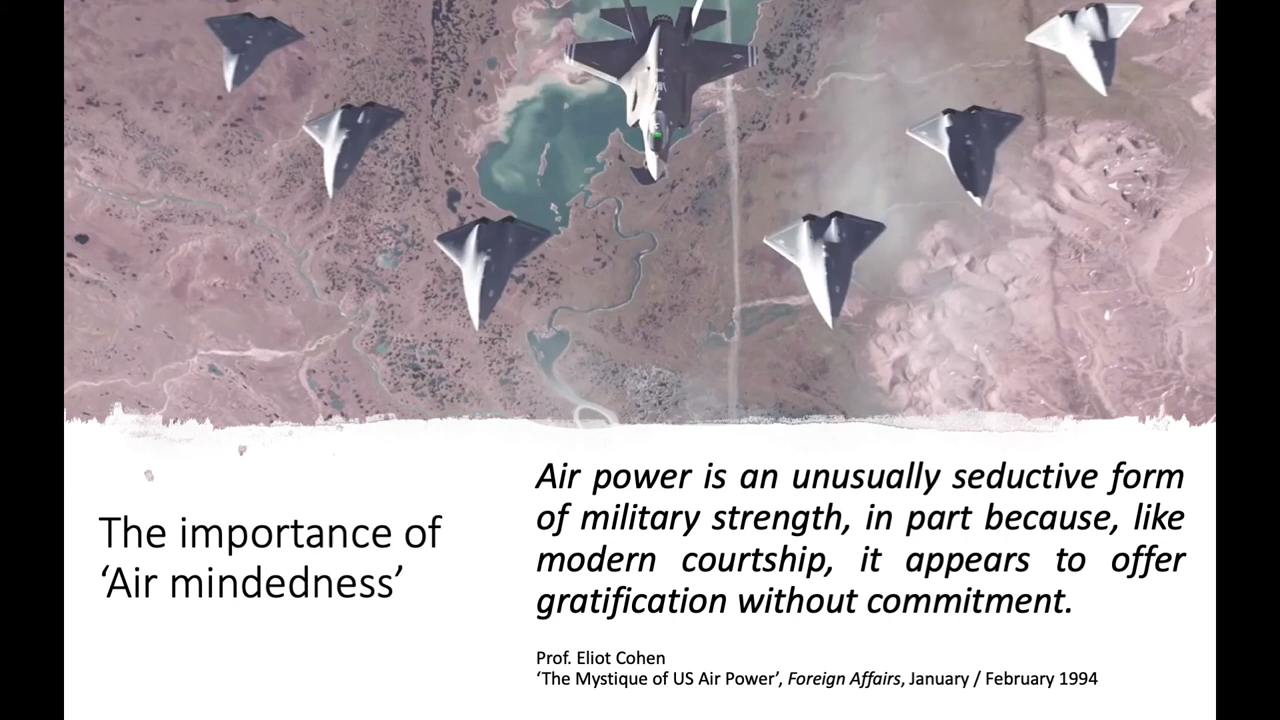 The importance of
‘Air mindedness’
Air power is an unusually seductive form
of military strength, in part because, like
modern courtship, it appears to offer
gratification without commitment.
Prof. Eliot Cohen
‘The Mystique of US Air Power’, Foreign Affairs, January / February 1994